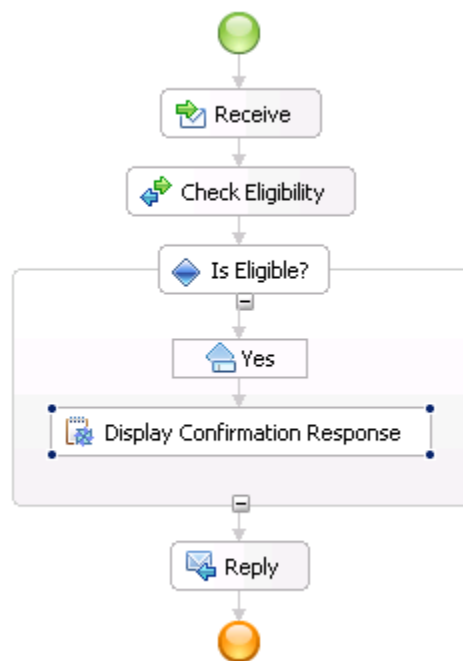 Receive
Check Eligibility
Is Eligible?
Yes
Display Confirmation Response
Reply